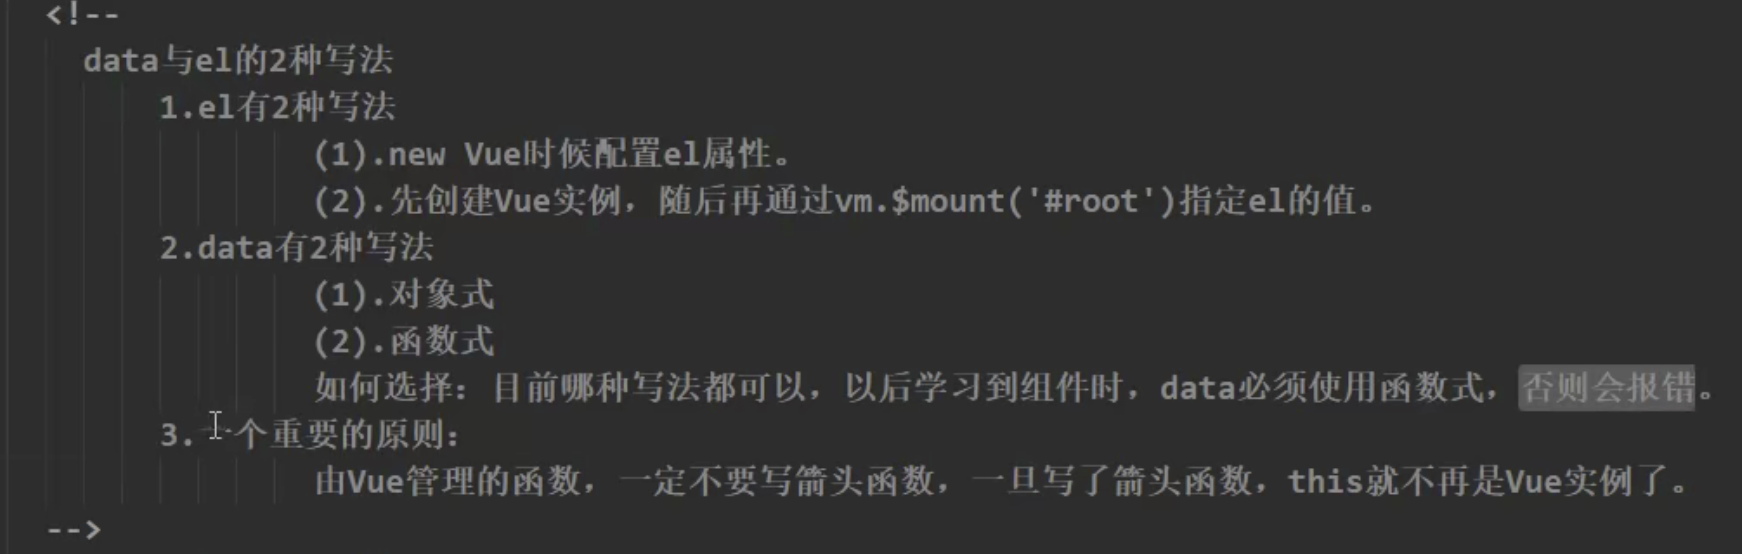 <!--
data与el的2种写法
1.el有2种写法
(1).new Vue时候配置el属性。
(2).先创建Vue实例，随后再通过vm.$mount('#root')指定el的值。
2.data有2种写法
(1).对象式
(2).函数式
如何选择：目前哪种写法都可以，以后学习到组件时，data必须使用函数式，否则会报错。
3.一个重要的原则：
由Vue管理的函数，一定不要写箭头函数，一旦写了箭头函数，this就不再是Vue实例了。
-->